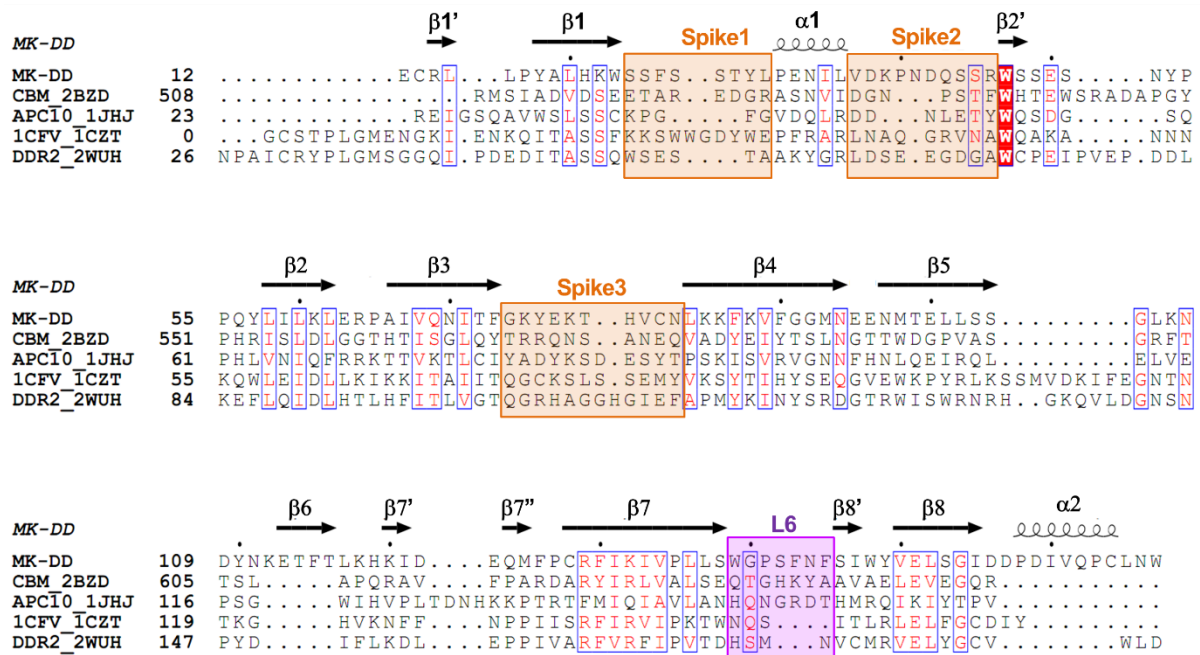 MK-DD β1' β1 Spike1 α1 Spike2 β2'
MK-DD 12 ............ECRL...LPYALHKWSSFS..STYLPENILVDKPNDQSSRWSSES.....NYP
CBM_2BZD 508 .................RMSIADVDSEETAR..EDGRASNVIDGN...PSTFWHTEWSRADAPGY
APC10_1JHJ 23 .............REIGSQAVWSLSSCKPG.....FGVDQLRDD...NLETYWQSDG......SQ
1CFV_1CZT 0 ...GCSTPLGMENGKI.ENKQITASSFKKSWWGDYWEPFRARLNAQ.GRVNAWQAKA.....NNN
DDR2_2WUH 26 NPAICRYPLGMSGGQI.PDEDITASSQWSES....TAAKYGRLDSE.EGDGAWCPEIPVEP.DDL
MK-DD β2 β3 Spike3 β4 β5
MK-DD 55 PQYLILKLERPAIVQNITFGKYEKT..HVCNLKKFKVFGGMNEENMTELLSS.........GLKN
CBM_2BZD 551 PHRISLDLGGTHTISGLQYTRRQNS..ANEQVADYEIYTSLNGTTWDGPVAS.........GRFT
APC10_1JHJ 61 PHLVNIQFRRKTTVKTLCIYADYKSD.ESYTPSKISVRVGNNFHNLQEIRQL.........ELVE
1CFV_1CZT 55 KQWLEIDLLKIKKITAIITQGCKSLS.SEMYVKSYTIHYSEQGVEWKPYRLKSSMVDKIFEGNTN
DDR2_2WUH 84 KEFLQIDLHTLHFITLVGTQGRHAGGHGIEFAPMYKINYSRDGTRWISWRNRH..GKQVLDGNSN
MK-DD β6 β7' β7" β7 L6 β8' β8 α2
MK-DD 109 DYNKETFTLKHKID....EQMFPCRFIKIVPLLSWGPSFNFSIWYVELSGIDDPDIVQPCLNW
CBM_2BZD 605 TSL.....APQRAV....FPARDARYIRLVALSEQTGHKYAAVAELEVEGQR...........
APC10_1JHJ 116 PSG.....WIHVPLTDNHKKPTRTFMIQIAVLANHQNGRDTHMRQIKIYTPV...........
1CFV_1CZT 119 TKG.....HVKNFF....NPPIISRFIRVIPKTWNQS....ITLRLELFGCDIY.........
DDR2_2WUH 147 PYD.....IFLKDL....EPPIVARFVRFIPVTDHSM...NVCMRVELYGCV........WLD